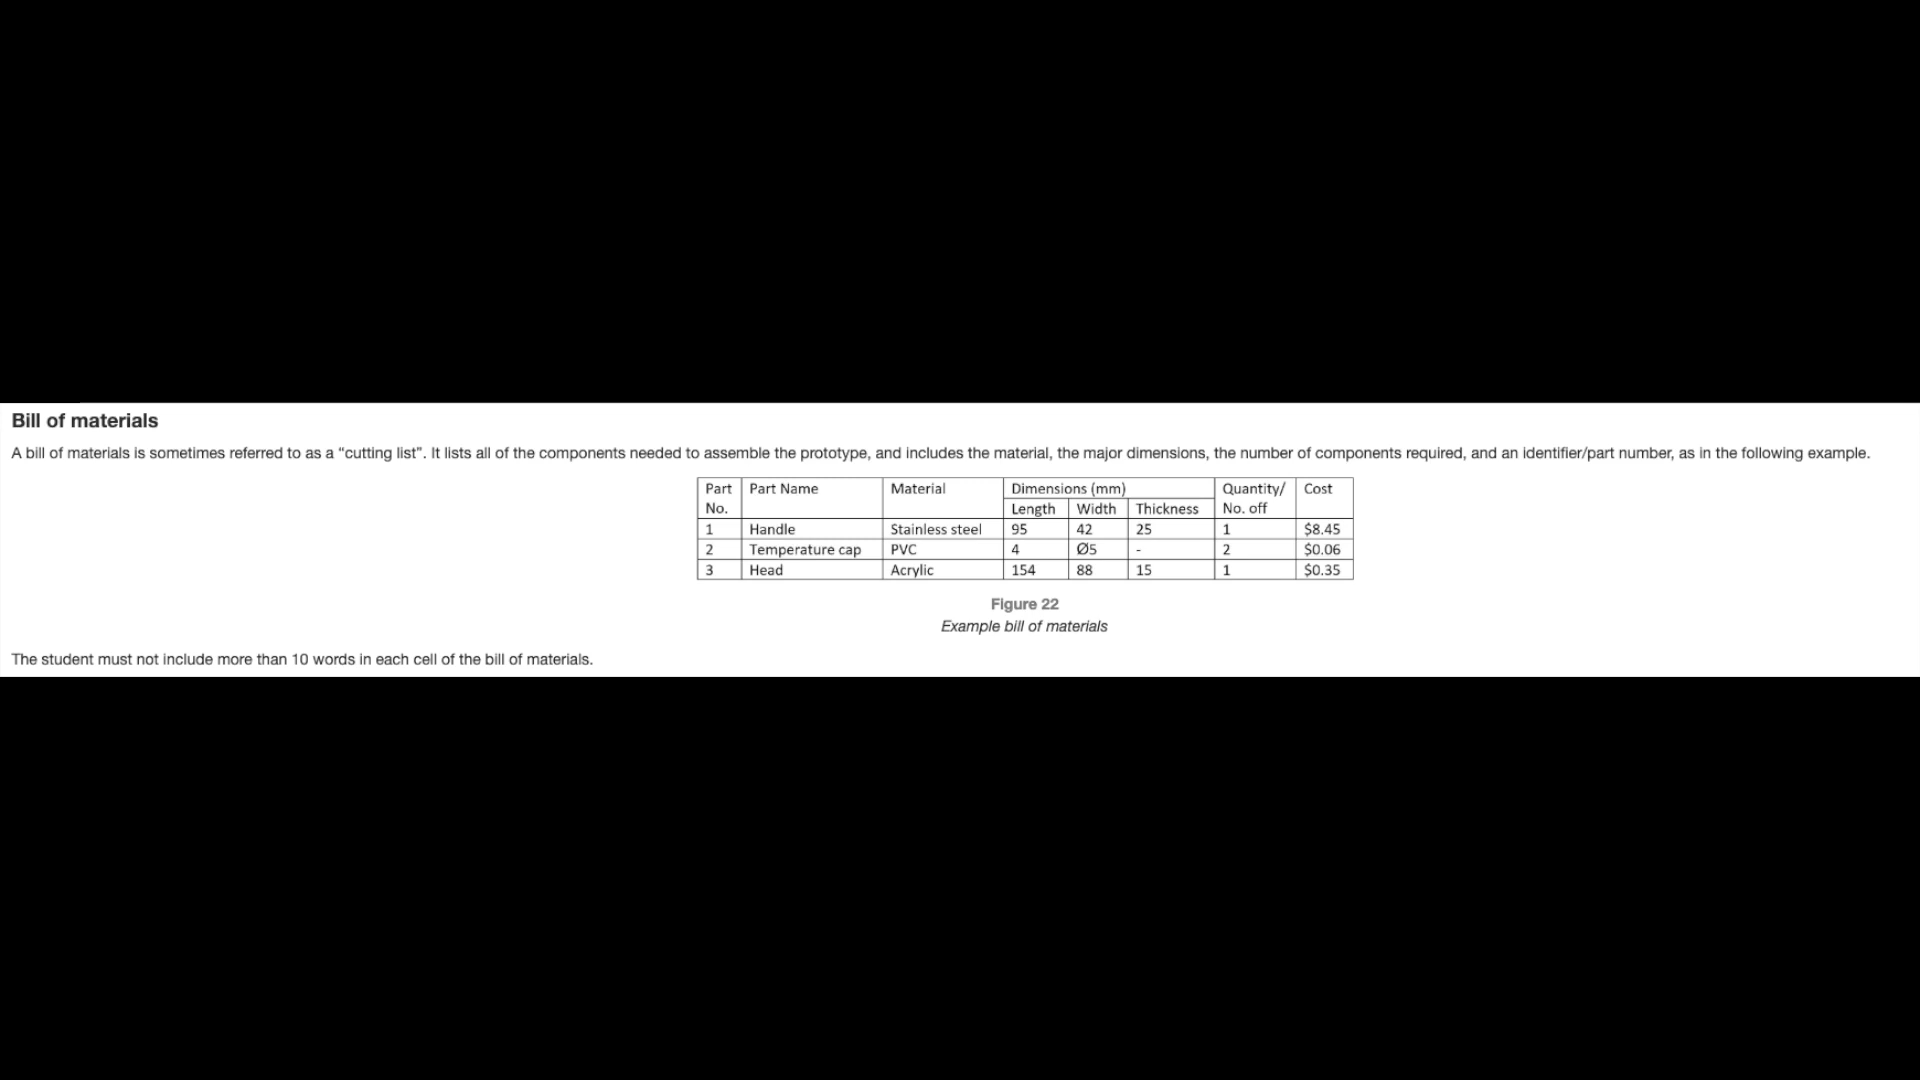 Bill of materials
A bill of materials is sometimes referred to as a “cutting list”. It lists all of the components needed to assemble the prototype, and includes the material, the major dimensions, the number of components required, and an identifier/part number, as in the following example.
Part No. Part Name Material Dimensions (mm) Quantity/ No. off Cost
Length Width Thickness
1 Handle Stainless steel 95 42 25 1 $8.45
2 Temperature cap PVC 4 Ø5 - 2 $0.06
3 Head Acrylic 154 88 15 1 $0.35
Figure 22
Example bill of materials
The student must not include more than 10 words in each cell of the bill of materials.